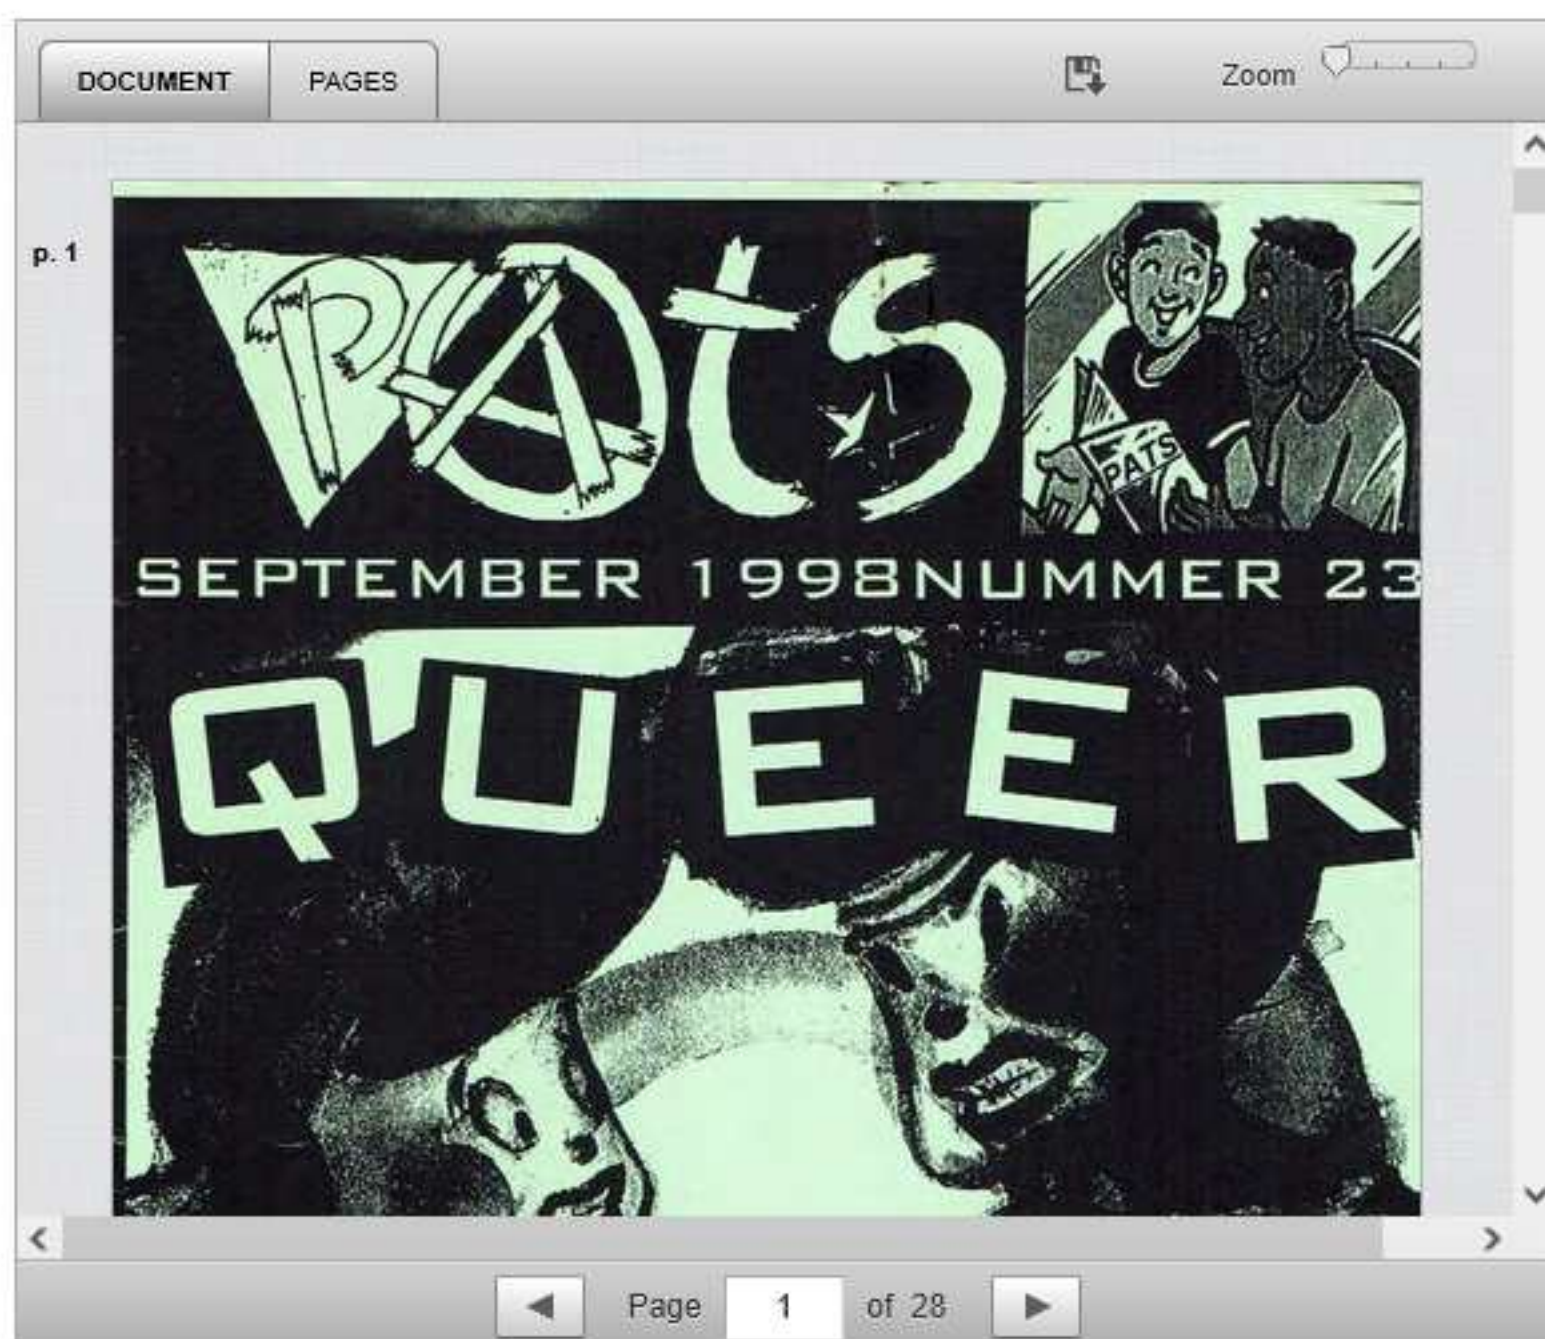 DOCUMENT PAGES Zoom
p. 1
PAtS
PATS
SEPTEMBER 1998NUMMER 23
QUEER
Page 1 of 28